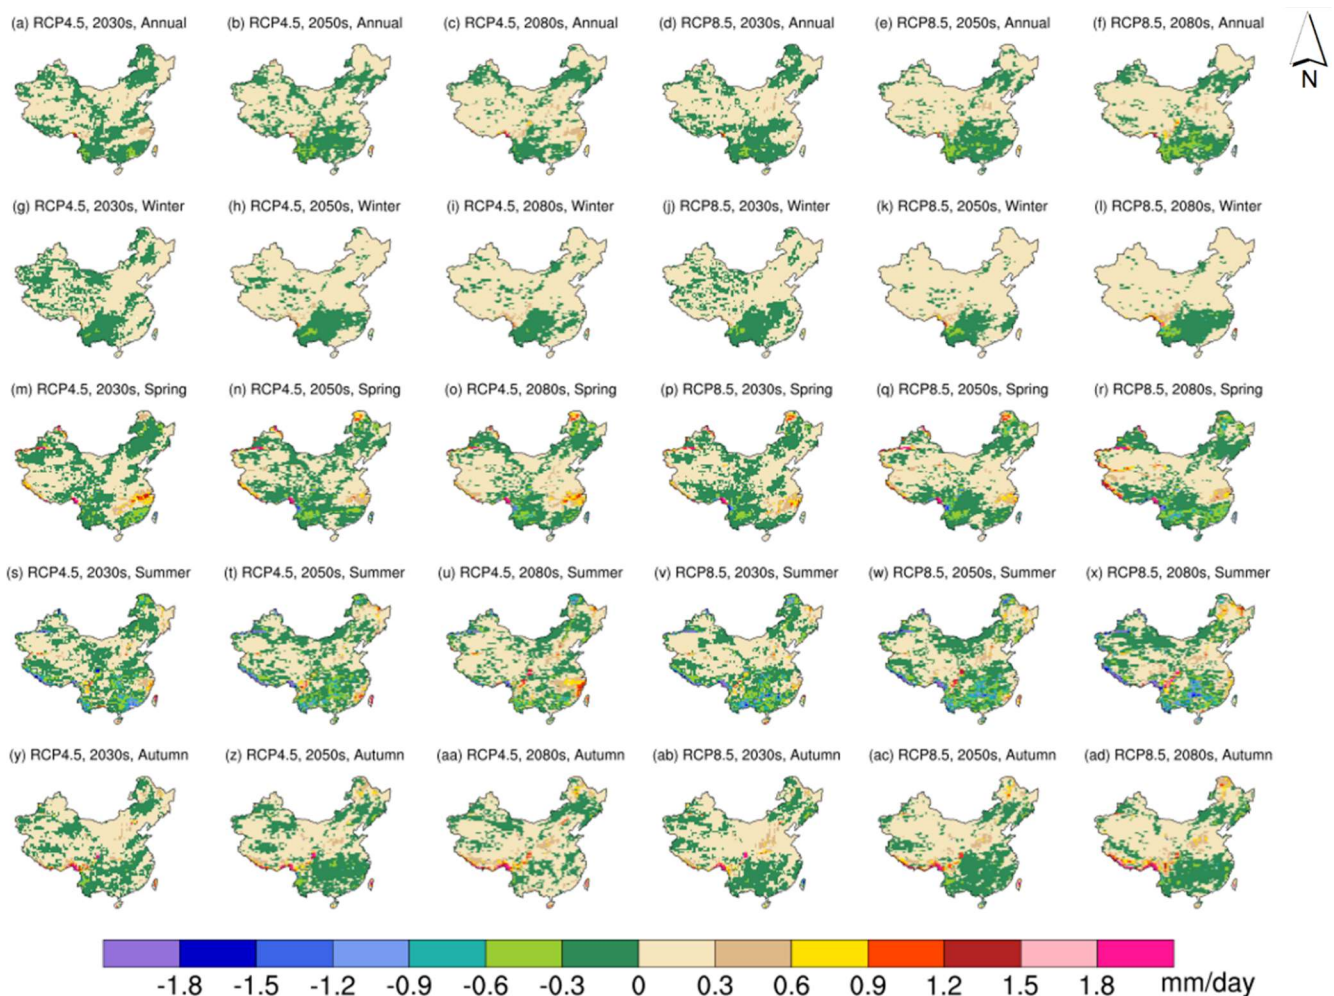 (a) RCP4.5, 2030s, Annual (b) RCP4.5, 2050s, Annual (c) RCP4.5, 2080s, Annual (d) RCP8.5, 2030s, Annual (e) RCP8.5, 2050s, Annual (f) RCP8.5, 2080s, Annual
N
(g) RCP4.5, 2030s, Winter (h) RCP4.5, 2050s, Winter (i) RCP4.5, 2080s, Winter (j) RCP8.5, 2030s, Winter (k) RCP8.5, 2050s, Winter (l) RCP8.5, 2080s, Winter
(m) RCP4.5, 2030s, Spring (n) RCP4.5, 2050s, Spring (o) RCP4.5, 2080s, Spring (p) RCP8.5, 2030s, Spring (q) RCP8.5, 2050s, Spring (r) RCP8.5, 2080s, Spring
(s) RCP4.5, 2030s, Summer (t) RCP4.5, 2050s, Summer (u) RCP4.5, 2080s, Summer (v) RCP8.5, 2030s, Summer (w) RCP8.5, 2050s, Summer (x) RCP8.5, 2080s, Summer
(y) RCP4.5, 2030s, Autumn (z) RCP4.5, 2050s, Autumn (aa) RCP4.5, 2080s, Autumn (ab) RCP8.5, 2030s, Autumn (ac) RCP8.5, 2050s, Autumn (ad) RCP8.5, 2080s, Autumn
-1.8 -1.5 -1.2 -0.9 -0.6 -0.3 0 0.3 0.6 0.9 1.2 1.5 1.8 mm/day